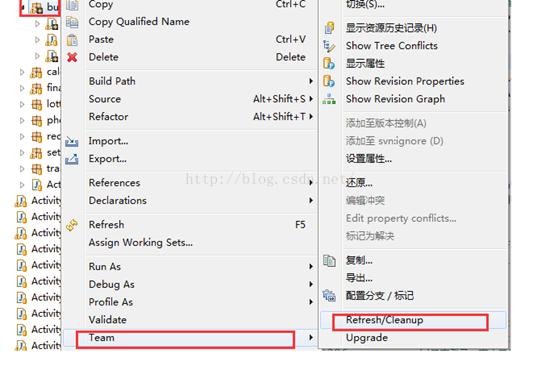 bu
cal
fina
lott
pho
rec
set
tra
Ac
Activity
Activity
Activity
Activity
Activity
Activity
Activity
Activity
Activity
Copy Ctrl+C
Copy Qualified Name
Paste Ctrl+V
Delete Delete
Build Path
Source Alt+Shift+S
Refactor Alt+Shift+T
Import...
Export...
References
Declarations
Refresh F5
Assign Working Sets...
Run As
Debug As
Profile As
Validate
Team
切换(S)...
显示资源历史记录(H)
Show Tree Conflicts
显示属性
Show Revision Properties
Show Revision Graph
添加至版本控制(A)
添加至 svnignore (D)
设置属性...
还原...
编辑冲突
Edit property conflicts...
标记为解决
复制...
导出...
配置分支 / 标记
Refresh/Cleanup
Upgrade
http://blog.csdn.net